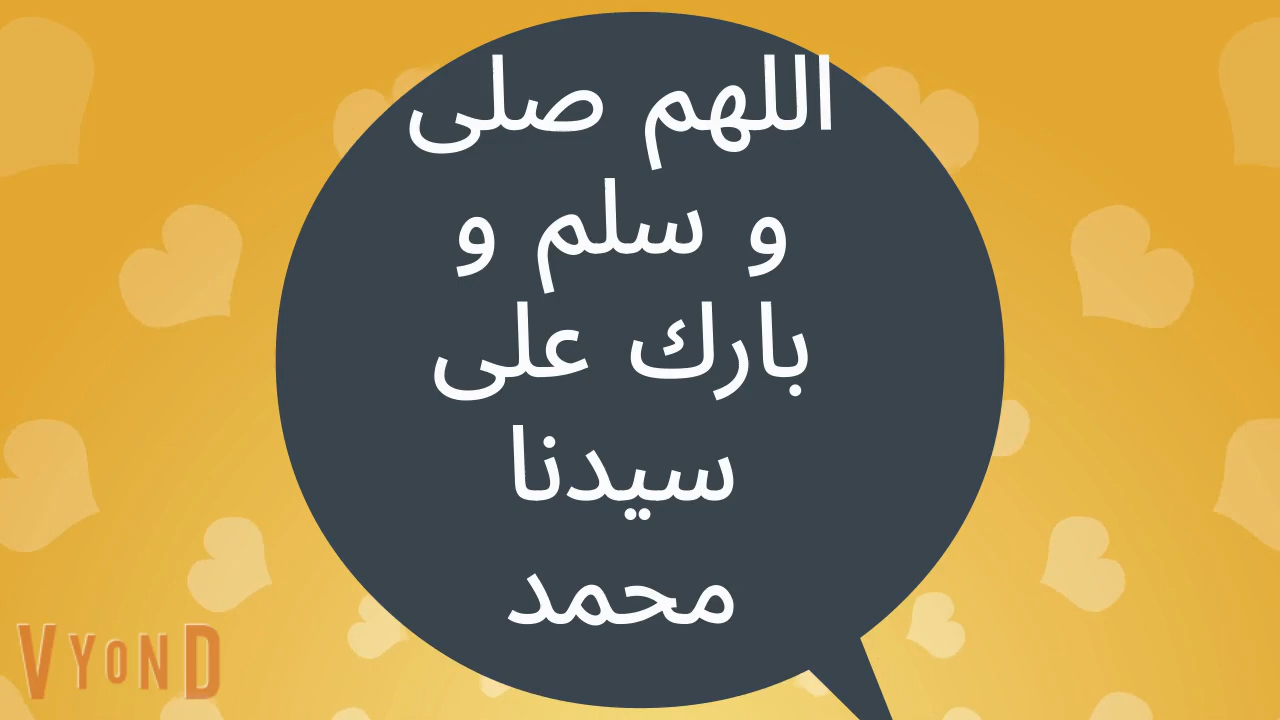 اللهم صلى
و سلم و
بارك على
سيدنا
محمد
VYOND